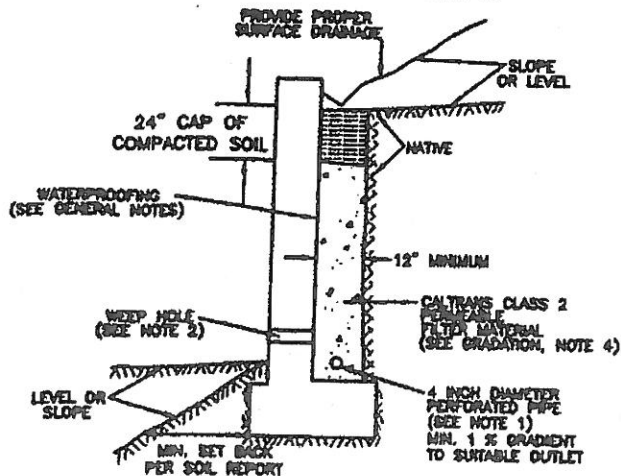 PROVIDE PROPER
SURFACE DRAINAGE
SLOPE
OR LEVEL
24" CAP OF
COMPACTED SOIL
NATIVE
WATERPROOFING
(SEE GENERAL NOTES)
12" MINIMUM
WEEP HOLE
(SEE NOTE 2)
CALTRANS CLASS 2
PERMEABLE
FILTER MATERIAL
(SEE GRADATION, NOTE 4)
LEVEL OR
SLOPE
4 INCH DIAMETER
PERFORATED PIPE
(SEE NOTE 1)
MIN. 1 % GRADIENT
TO SUITABLE OUTLET
MIN. SET BACK
PER SOIL REPORT